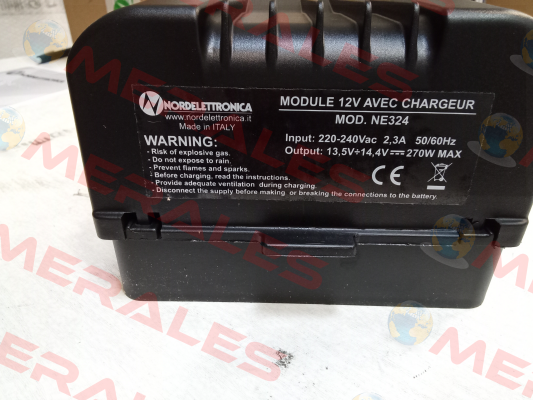 NORDELETTRONICA
www.nordelettronica.it
Made in ITALY
MODULE 12V AVEC CHARGEUR
MOD. NE324
WARNING:
- Risk of explosive gas.
- Do not expose to rain.
- Prevent flames and sparks.
- Before charging, read the instructions.
- Provide adequate ventilation during charging.
- Disconnect the supply before making or breaking the connections to the battery.
Input: 220-240Vac 2,3A 50/60Hz
Output: 13,5V÷14,4V⎓270W MAX
CE
MERALES
MERALES
MERALES
MERALES